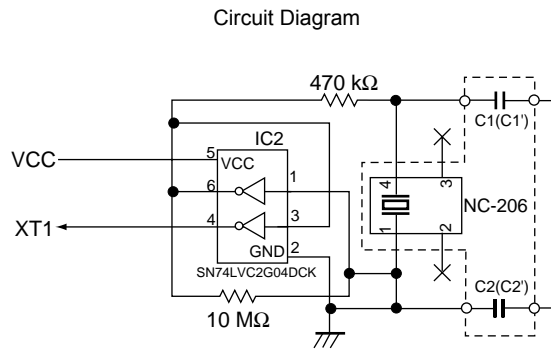 Circuit Diagram
470 kΩ
C1(C1')
IC2
VCC
5
VCC
6
1
4
3
NC-206
XT1
4
3
GND
2
1
2
SN74LVC2G04DCK
C2(C2')
10 MΩ